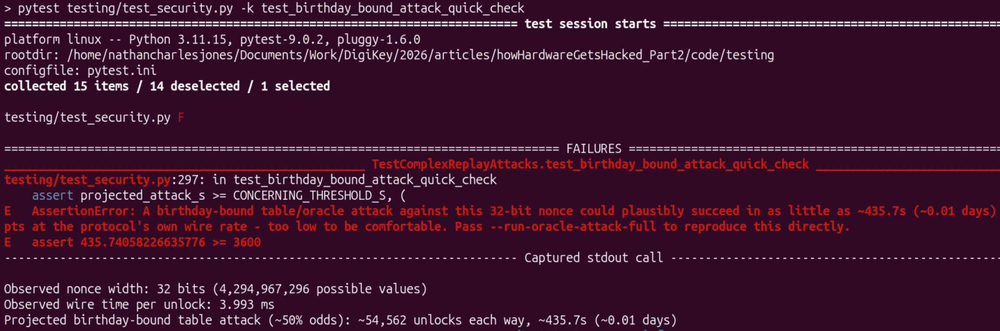 > pytest testing/test_security.py -k test_birthday_bound_attack_quick_check
========================================================================== test session starts ================================================
platform linux -- Python 3.11.15, pytest-9.0.2, pluggy-1.6.0
rootdir: /home/nathancharlesjones/Documents/Work/DigiKey/2026/articles/howHardwareGetsHacked_Part2/code/testing
configfile: pytest.ini
collected 15 items / 14 deselected / 1 selected
testing/test_security.py F
================================================================================ FAILURES ======================================================
____________________________________________________ TestComplexReplayAttacks.test_birthday_bound_attack_quick_check ___________________________
testing/test_security.py:297: in test_birthday_bound_attack_quick_check
    assert projected_attack_s >= CONCERNING_THRESHOLD_S, (
E   AssertionError: A birthday-bound table/oracle attack against this 32-bit nonce could plausibly succeed in as little as ~435.7s (~0.01 days)
pts at the protocol's own wire rate - too low to be comfortable. Pass --run-oracle-attack-full to reproduce this directly.
E   assert 435.74058226635776 >= 3600
-------------------------------------------------------------------------- Captured stdout call ------------------------------------------------
Observed nonce width: 32 bits (4,294,967,296 possible values)
Observed wire time per unlock: 3.993 ms
Projected birthday-bound table attack (~50% odds): ~54,562 unlocks each way, ~435.7s (~0.01 days)